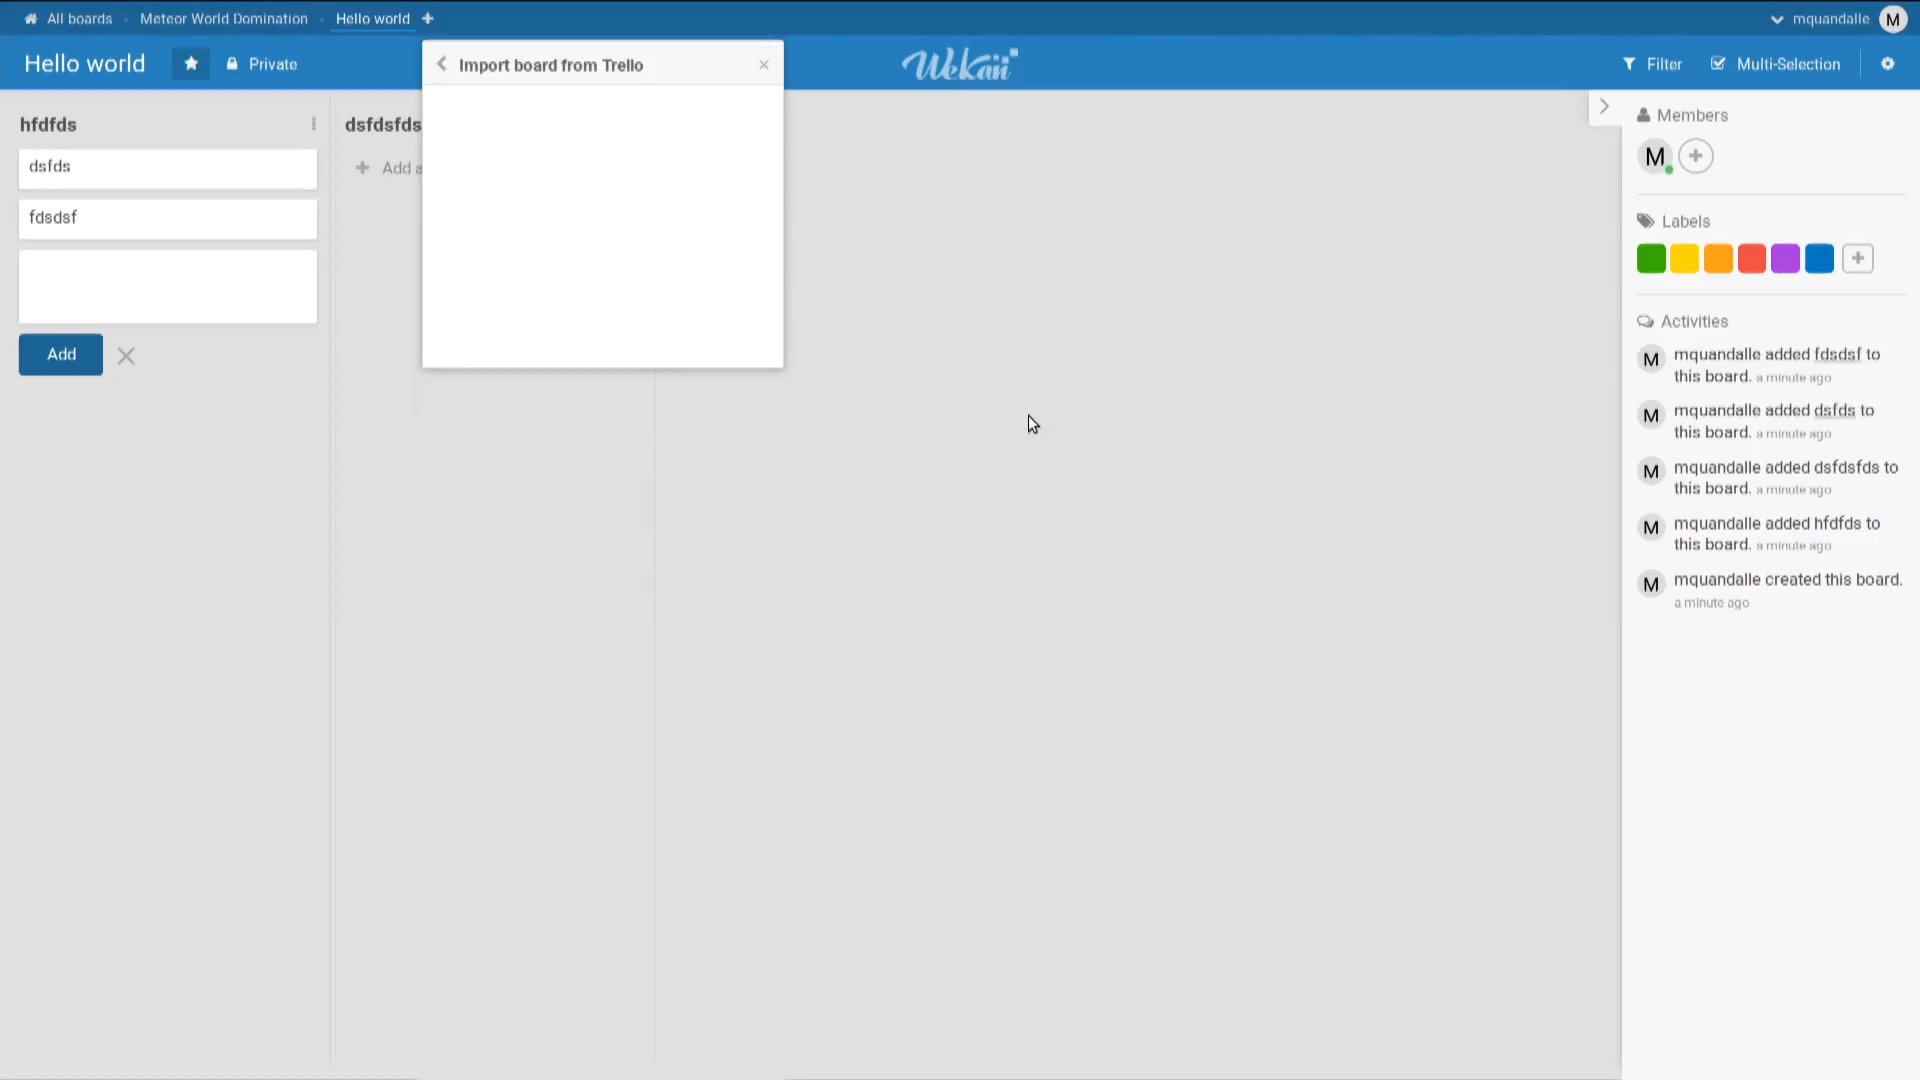 All boards - Meteor World Domination - Hello world
mquandalle M
Hello world
Private
Import board from Trello
Wekan
Filter
Multi-Selection
hfdfds
dsfds
fdsdsf
Add
dsfdsfds
Add a
Members
M
Labels
Activities
M mquandalle added fdsdsf to
this board. a minute ago
M mquandalle added dsfds to
this board. a minute ago
M mquandalle added dsfdsfds to
this board. a minute ago
M mquandalle added hfdfds to
this board. a minute ago
M mquandalle created this board.
a minute ago